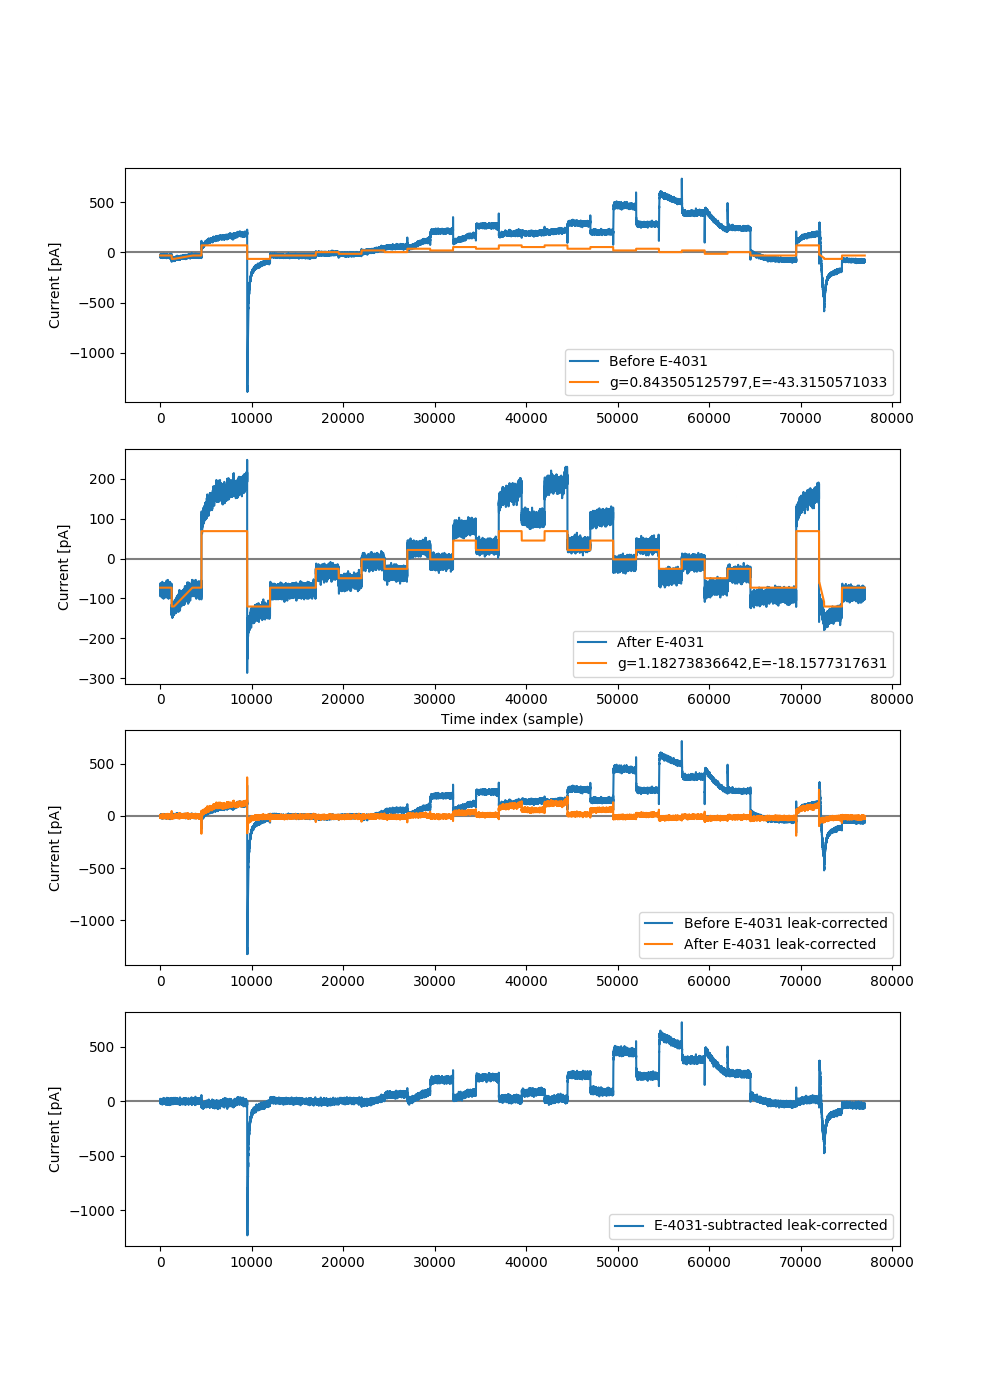 500
0
−500
−1000
Current [pA]
Before E-4031
g=0.843505125797,E=-43.3150571033
0 10000 20000 30000 40000 50000 60000 70000 80000
200
100
0
−100
−200
−300
Current [pA]
After E-4031
g=1.18273836642,E=-18.1577317631
0 10000 20000 30000 40000 50000 60000 70000 80000
Time index (sample)
500
0
−500
−1000
Current [pA]
Before E-4031 leak-corrected
After E-4031 leak-corrected
0 10000 20000 30000 40000 50000 60000 70000 80000
500
0
−500
−1000
Current [pA]
E-4031-subtracted leak-corrected
0 10000 20000 30000 40000 50000 60000 70000 80000